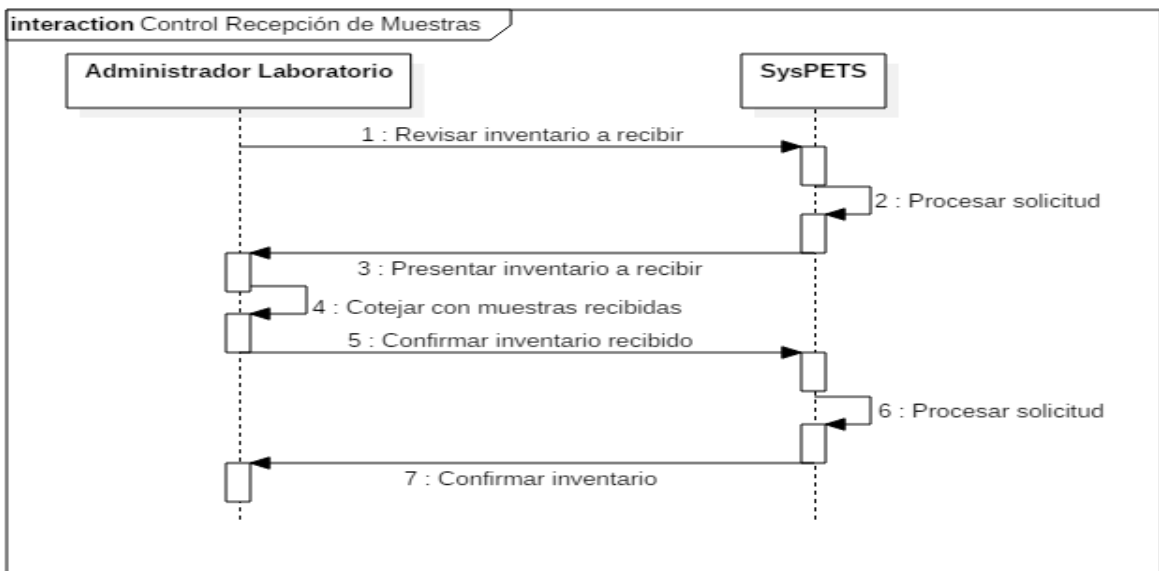 interaction Control Recepción de Muestras
Administrador Laboratorio
SysPETS
1 : Revisar inventario a recibir
2 : Procesar solicitud
3 : Presentar inventario a recibir
4 : Cotejar con muestras recibidas
5 : Confirmar inventario recibido
6 : Procesar solicitud
7 : Confirmar inventario